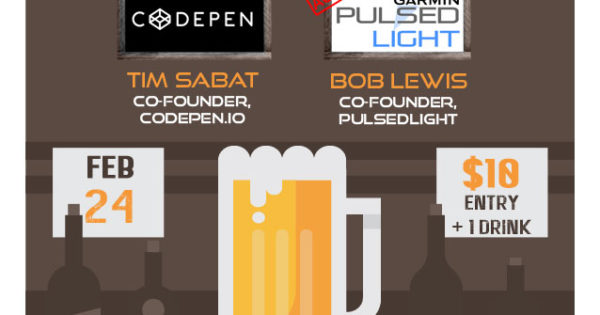 CODEPEN
GARMIN
PULSED
LIGHT
TIM SABAT
CO-FOUNDER,
CODEPEN.IO
BOB LEWIS
CO-FOUNDER,
PULSEDLIGHT
FEB
24
$10
ENTRY
+ 1 DRINK